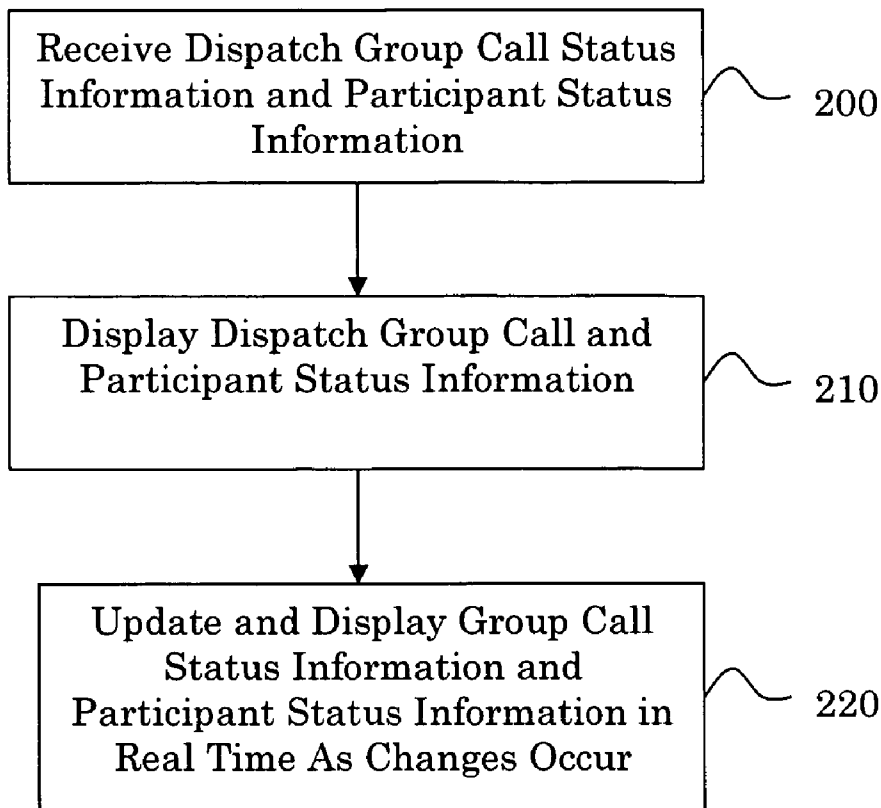 Receive Dispatch Group Call Status
Information and Participant Status
Information
200
Display Dispatch Group Call and
Participant Status Information
210
Update and Display Group Call
Status Information and
Participant Status Information in
Real Time As Changes Occur
220